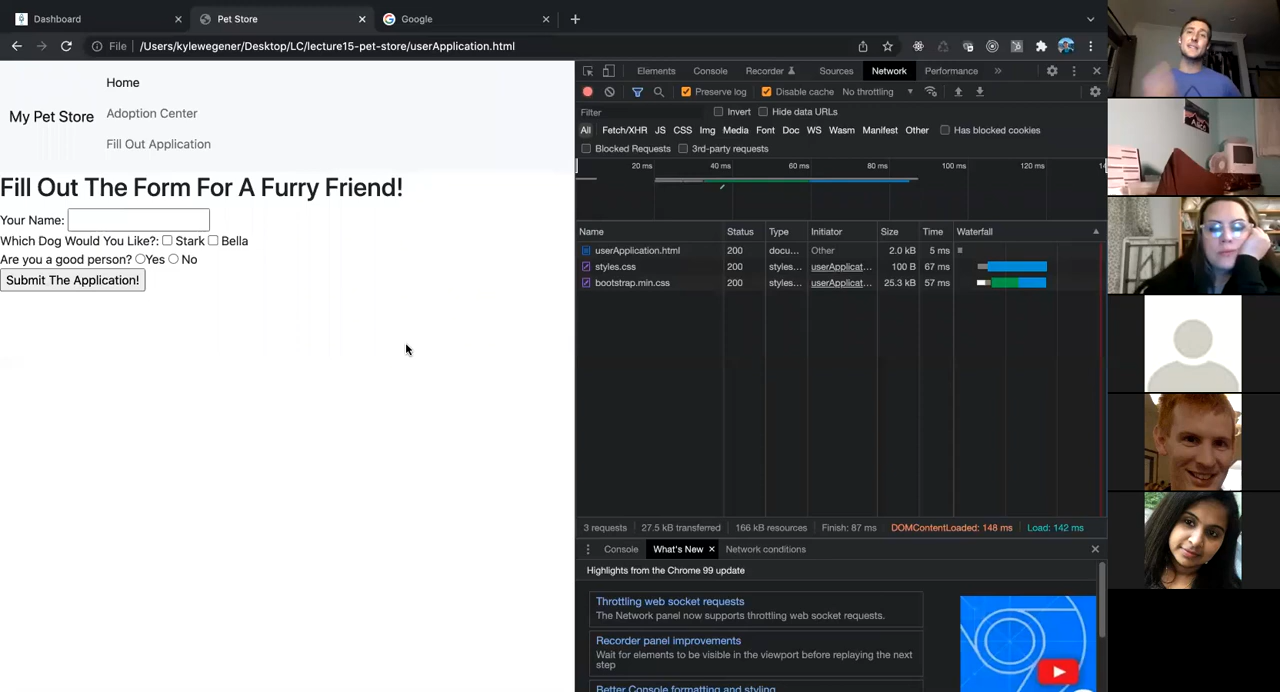 Dashboard
Pet Store
Google
File /Users/kylewegener/Desktop/LC/lecture15-pet-store/userApplication.html
Home
My Pet Store
Adoption Center
Fill Out Application
Fill Out The Form For A Furry Friend!
Your Name:
Which Dog Would You Like?: Stark Bella
Are you a good person? Yes No
Submit The Application!
Elements Console Recorder Sources Network Performance
Preserve log Disable cache No throttling
Filter Invert Hide data URLs
All Fetch/XHR JS CSS Img Media Font Doc WS Wasm Manifest Other Has blocked cookies
Blocked Requests 3rd-party requests
20 ms 40 ms 60 ms 80 ms 100 ms 120 ms 14
Name Status Type Initiator Size Time Waterfall
userApplication.html 200 docu... Other 2.0 kB 5 ms
styles.css 200 styles... userApplicat... 100 B 67 ms
bootstrap.min.css 200 styles... userApplicat... 25.3 kB 57 ms
3 requests 27.5 kB transferred 166 kB resources Finish: 87 ms DOMContentLoaded: 148 ms Load: 142 ms
Console What's New Network conditions
Highlights from the Chrome 99 update
Throttling web socket requests
The Network panel now supports throttling web socket requests.
Recorder panel improvements
Wait for elements to be visible in the viewport before replaying the next
step
Better Console formatting and styling